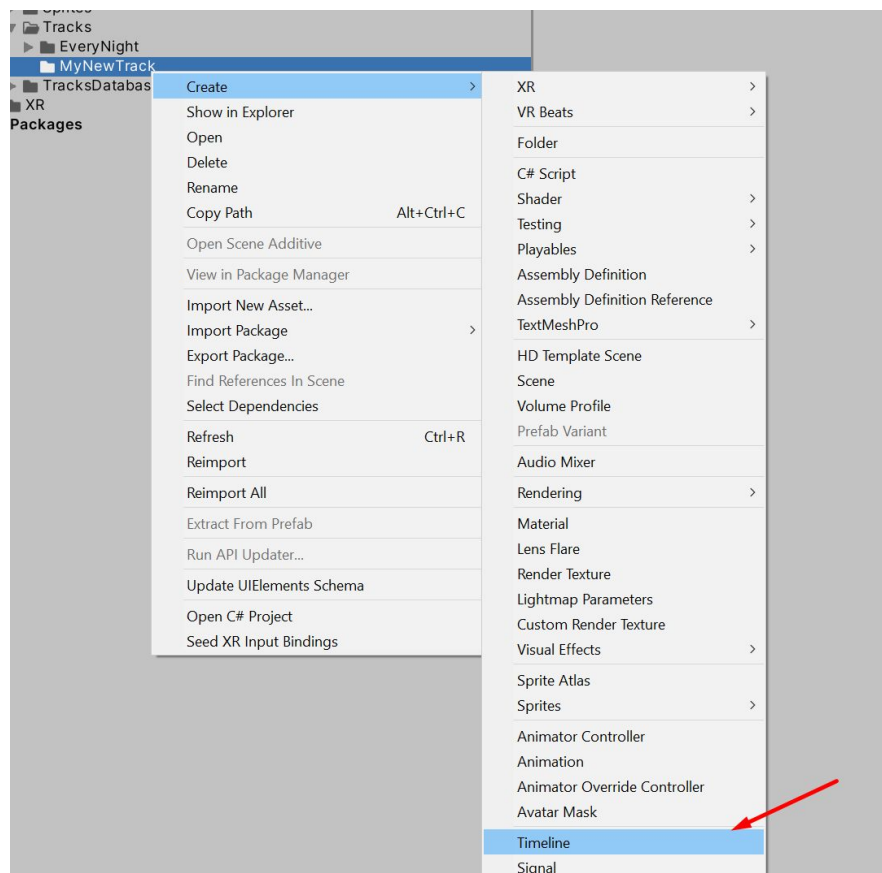 Sprites
Tracks
EveryNight
MyNewTrack
TracksDatabas
XR
Packages
Create
Show in Explorer
Open
Delete
Rename
Copy Path Alt+Ctrl+C
Open Scene Additive
View in Package Manager
Import New Asset...
Import Package
Export Package...
Find References In Scene
Select Dependencies
Refresh Ctrl+R
Reimport
Reimport All
Extract From Prefab
Run API Updater...
Update UIElements Schema
Open C# Project
Seed XR Input Bindings
XR
VR Beats
Folder
C# Script
Shader
Testing
Playables
Assembly Definition
Assembly Definition Reference
TextMeshPro
HD Template Scene
Scene
Volume Profile
Prefab Variant
Audio Mixer
Rendering
Material
Lens Flare
Render Texture
Lightmap Parameters
Custom Render Texture
Visual Effects
Sprite Atlas
Sprites
Animator Controller
Animation
Animator Override Controller
Avatar Mask
Timeline
Signal